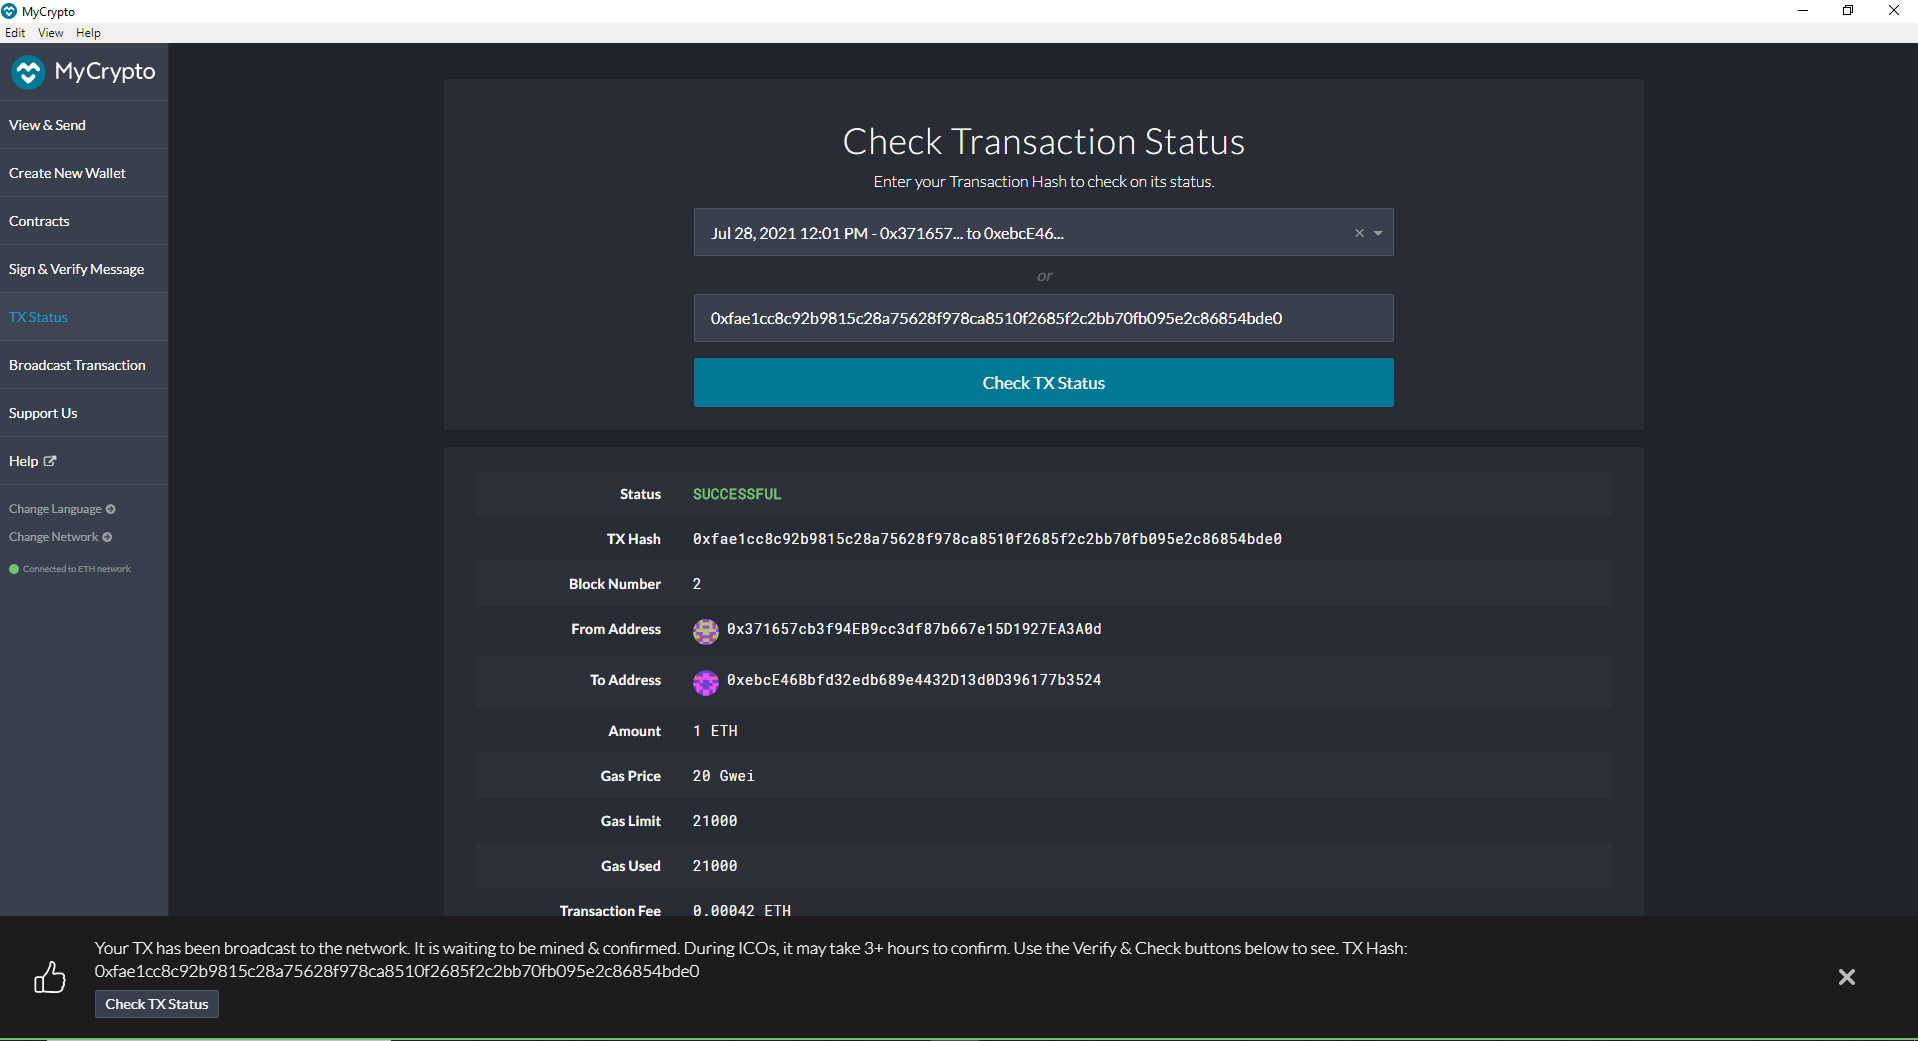 MyCrypto
Edit View Help
MyCrypto
View & Send
Create New Wallet
Contracts
Sign & Verify Message
TX Status
Broadcast Transaction
Support Us
Help
Change Language
Change Network
Connected to ETH network
Check Transaction Status
Enter your Transaction Hash to check on its status.
Jul 28, 2021 12:01 PM - 0x371657... to 0xebcE46...
or
0xfae1cc8c92b9815c28a75628f978ca8510f2685f2c2bb70fb095e2c86854bde0
Check TX Status
Status SUCCESSFUL
TX Hash 0xfae1cc8c92b9815c28a75628f978ca8510f2685f2c2bb70fb095e2c86854bde0
Block Number 2
From Address 0x371657cb3f94EB9cc3df87b667e15D1927EA3A0d
To Address 0xebcE46Bbfd32edb689e4432D13d0D396177b3524
Amount 1 ETH
Gas Price 20 Gwei
Gas Limit 21000
Gas Used 21000
Transaction Fee 0.00042 ETH
Your TX has been broadcast to the network. It is waiting to be mined & confirmed. During ICOs, it may take 3+ hours to confirm. Use the Verify & Check buttons below to see. TX Hash:
0xfae1cc8c92b9815c28a75628f978ca8510f2685f2c2bb70fb095e2c86854bde0
Check TX Status